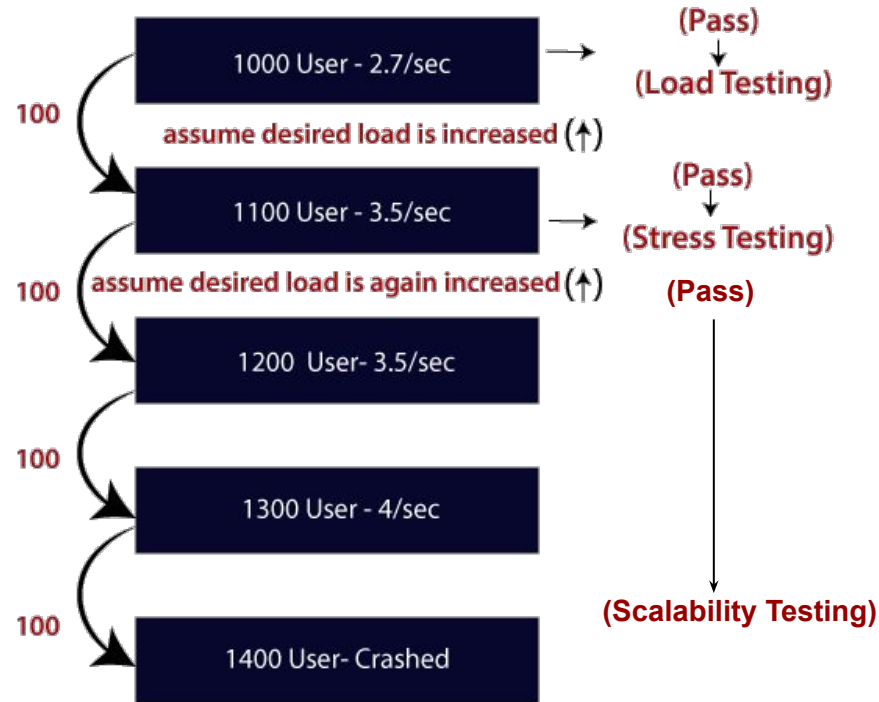 1000 User - 2.7/sec
(Pass)
(Load Testing)
100
assume desired load is increased (↑)
1100 User - 3.5/sec
(Pass)
(Stress Testing)
100
assume desired load is again increased (↑)
(Pass)
1200 User- 3.5/sec
100
1300 User - 4/sec
(Scalability Testing)
100
1400 User- Crashed